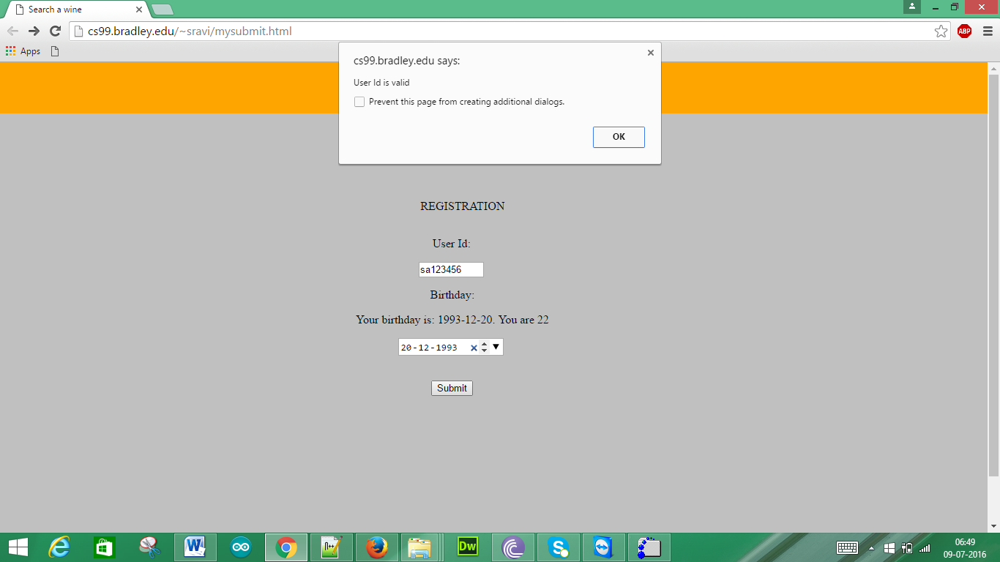 Search a wine
cs99.bradley.edu/~sravi/mysubmit.html
ABP
Apps
cs99.bradley.edu says:
User Id is valid
Prevent this page from creating additional dialogs.
OK
REGISTRATION
User Id:
sa123456
Birthday:
Your birthday is: 1993-12-20. You are 22
20-12-1993
Submit
W
N++
Dw
S
06:49
09-07-2016